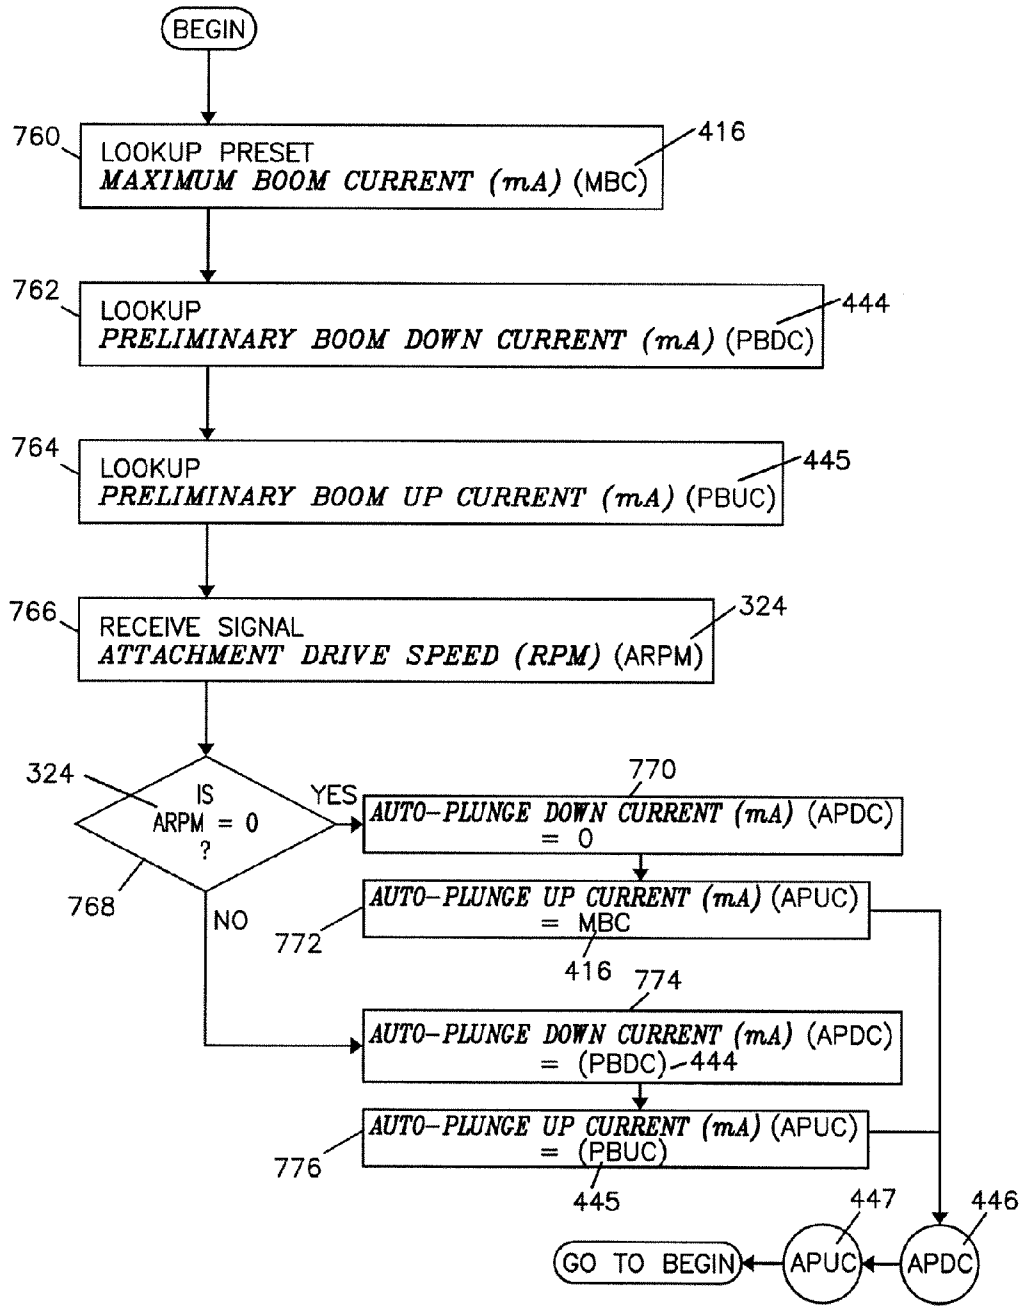 BEGIN
760
416
LOOKUP PRESET
MAXIMUM BOOM CURRENT (mA) (MBC)
762
444
LOOKUP
PRELIMINARY BOOM DOWN CURRENT (mA) (PBDC)
764
445
LOOKUP
PRELIMINARY BOOM UP CURRENT (mA) (PBUC)
766
324
RECEIVE SIGNAL
ATTACHMENT DRIVE SPEED (RPM) (ARPM)
324
IS
ARPM = 0
?
768
YES
NO
770
AUTO-PLUNGE DOWN CURRENT (mA) (APDC)
= 0
772
AUTO-PLUNGE UP CURRENT (mA) (APUC)
= MBC
416
774
AUTO-PLUNGE DOWN CURRENT (mA) (APDC)
= (PBDC) 444
776
AUTO-PLUNGE UP CURRENT (mA) (APUC)
= (PBUC)
445
447
446
GO TO BEGIN
APUC
APDC